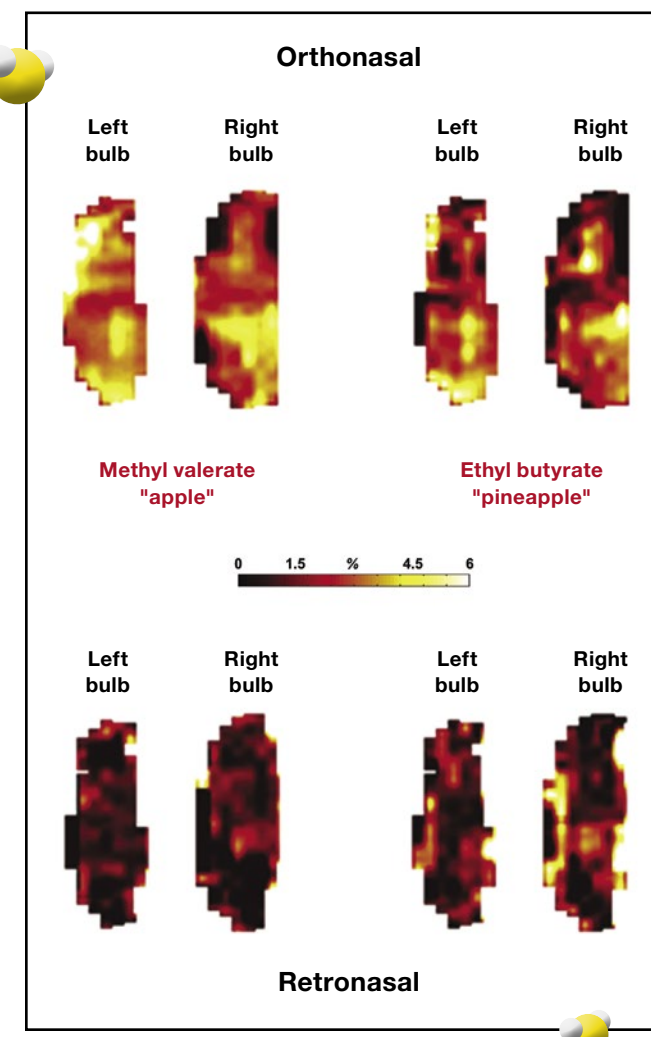 Orthonasal
Left Right Left Right
bulb bulb bulb bulb
Methyl valerate Ethyl butyrate
"apple" "pineapple"
0 1.5 % 4.5 6
Left Right Left Right
bulb bulb bulb bulb
Retronasal